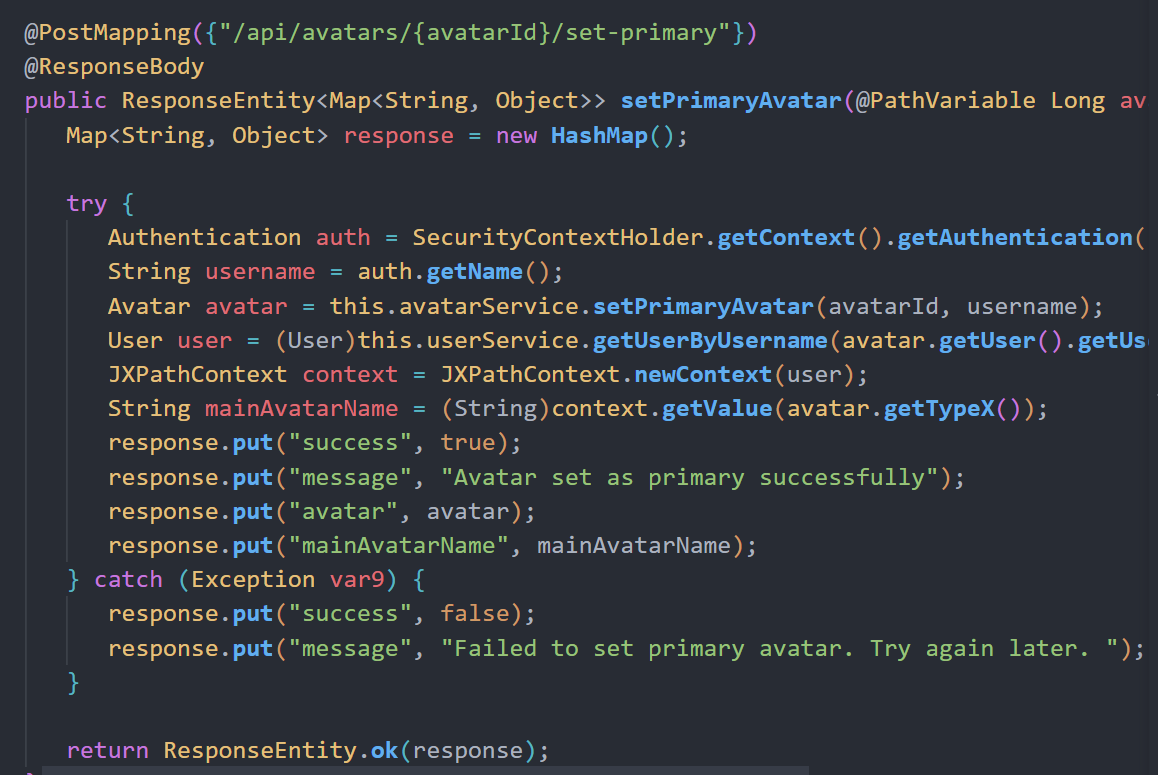 @PostMapping({"/api/avatars/{avatarId}/set-primary"})
@ResponseBody
public ResponseEntity<Map<String, Object>> setPrimaryAvatar(@PathVariable Long av
Map<String, Object> response = new HashMap();
try {
Authentication auth = SecurityContextHolder.getContext().getAuthentication(
String username = auth.getName();
Avatar avatar = this.avatarService.setPrimaryAvatar(avatarId, username);
User user = (User)this.userService.getUserByUsername(avatar.getUser().getUs
JXPathContext context = JXPathContext.newContext(user);
String mainAvatarName = (String)context.getValue(avatar.getTypeX());
response.put("success", true);
response.put("message", "Avatar set as primary successfully");
response.put("avatar", avatar);
response.put("mainAvatarName", mainAvatarName);
} catch (Exception var9) {
response.put("success", false);
response.put("message", "Failed to set primary avatar. Try again later. ");
}
return ResponseEntity.ok(response);